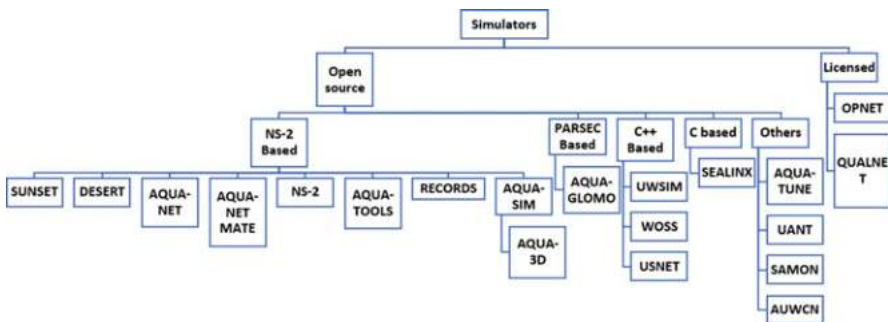 Simulators
Open
source
Licensed
OPNET
QUALNE
T
NS-2
Based
PARSEC
Based
C++
Based
C based
Others
SUNSET
DESERT
AQUA-
NET
AQUA-
NET
MATE
NS-2
AQUA-
TOOLS
RECORDS
AQUA-
SIM
AQUA-
3D
AQUA-
GLOMO
UWSIM
WOSS
USNET
SEALINX
AQUA-
TUNE
UANT
SAMON
AUWCN